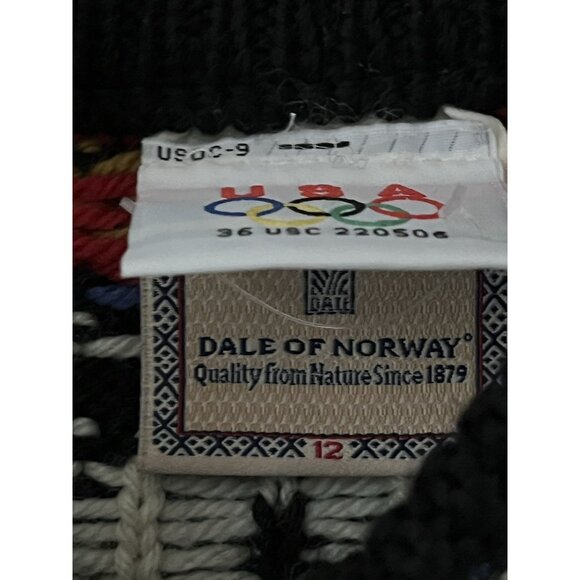 USOC-9
USA
36 USC 220506
DALE
DALE OF NORWAY®
Quality from Nature Since 1879
12